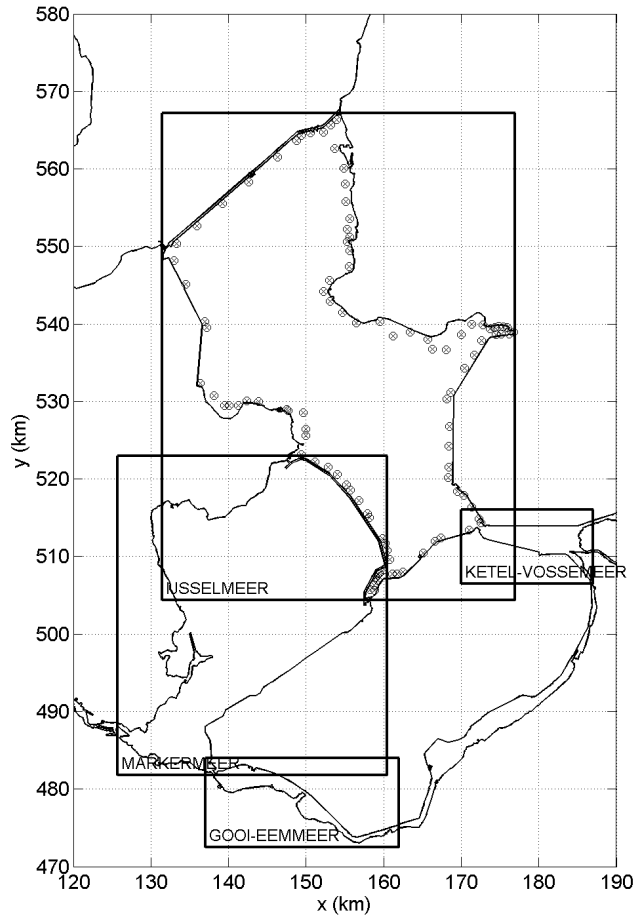 580
570
560
550
540
530
520
510
500
490
480
470
y (km)
IJSSELMEER
KETEL-VOSSEMEER
MARKERMEER
GOOI-EEMMEER
120 130 140 150 160 170 180 190
x (km)